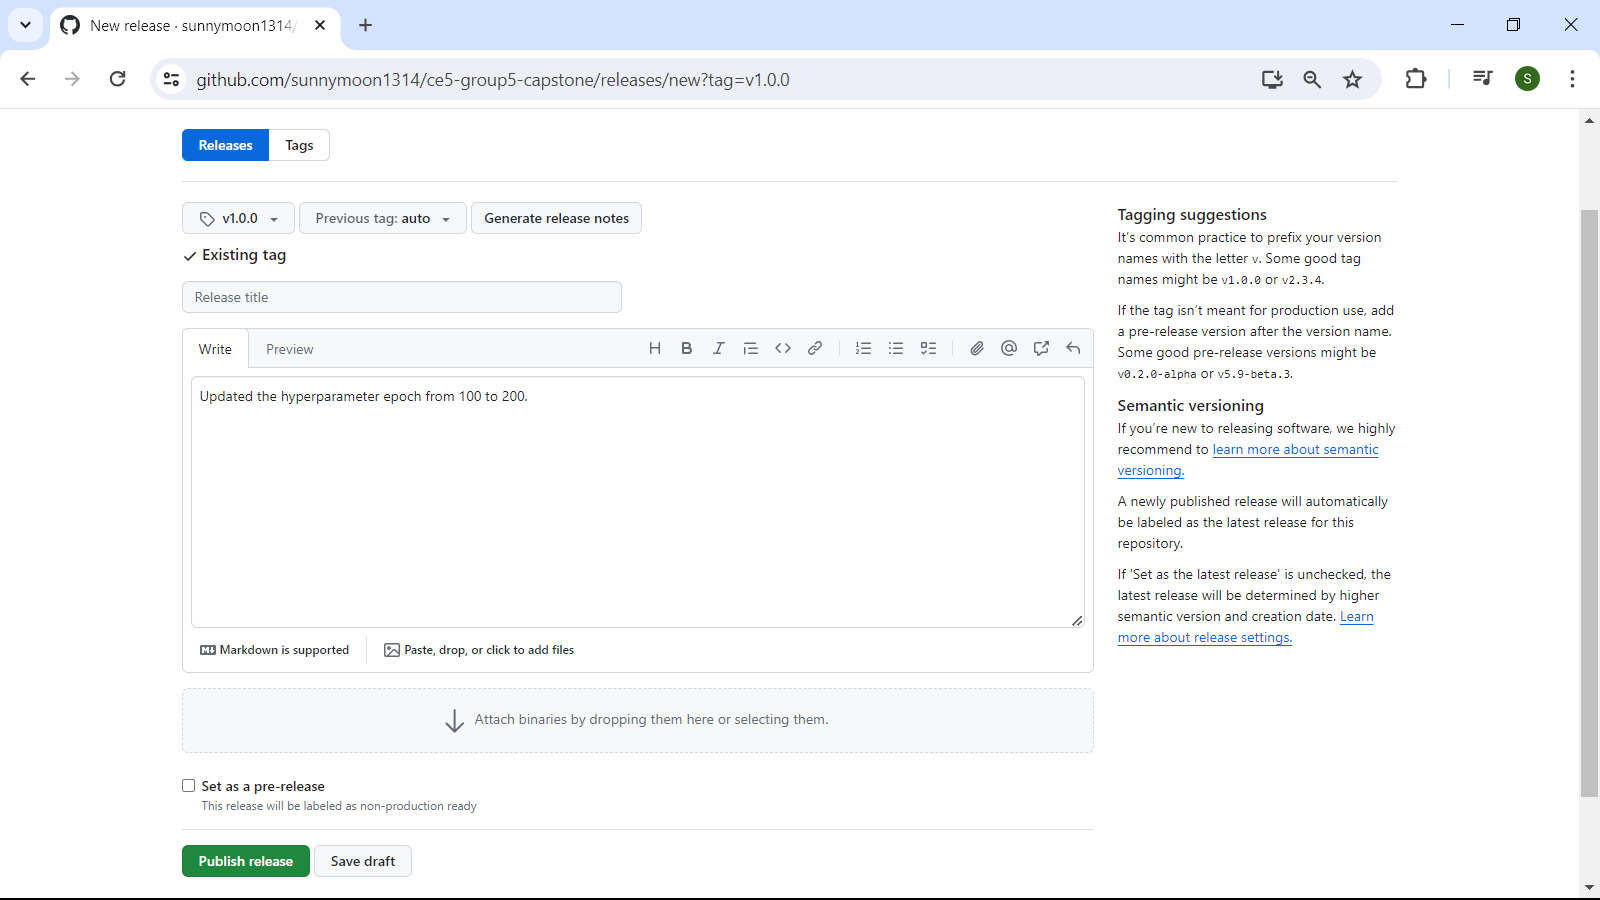 New release · sunnymoon1314/
github.com/sunnymoon1314/ce5-group5-capstone/releases/new?tag=v1.0.0
S
Releases
Tags
v1.0.0
Previous tag: auto
Generate release notes
Existing tag
Release title
Write
Preview
Updated the hyperparameter epoch from 100 to 200.
Markdown is supported
Paste, drop, or click to add files
Attach binaries by dropping them here or selecting them.
Set as a pre-release
This release will be labeled as non-production ready
Publish release
Save draft
Tagging suggestions
It's common practice to prefix your version
names with the letter v. Some good tag
names might be v1.0.0 or v2.3.4.
If the tag isn't meant for production use, add
a pre-release version after the version name.
Some good pre-release versions might be
v0.2.0-alpha or v5.9-beta.3.
Semantic versioning
If you're new to releasing software, we highly
recommend to learn more about semantic
versioning.
A newly published release will automatically
be labeled as the latest release for this
repository.
If 'Set as the latest release' is unchecked, the
latest release will be determined by higher
semantic version and creation date. Learn
more about release settings.